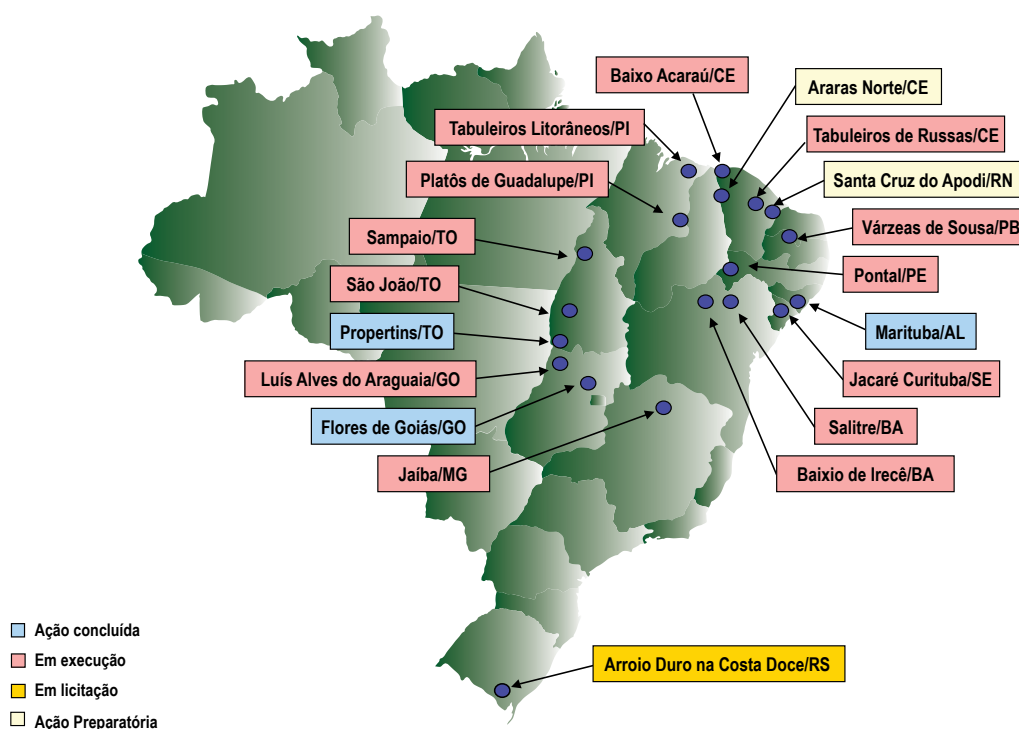 Baixo Acaraú/CE
Araras Norte/CE
Tabuleiros Litorâneos/PI
Tabuleiros de Russas/CE
Platôs de Guadalupe/PI
Santa Cruz do Apodi/RN
Sampaio/TO
Várzeas de Sousa/PB
São João/TO
Pontal/PE
Propertins/TO
Marituba/AL
Luís Alves do Araguaia/GO
Jacaré Curituba/SE
Flores de Goiás/GO
Salitre/BA
Jaíba/MG
Baixio de Irecê/BA
Ação concluída
Em execução
Arroio Duro na Costa Doce/RS
Em licitação
Ação Preparatória